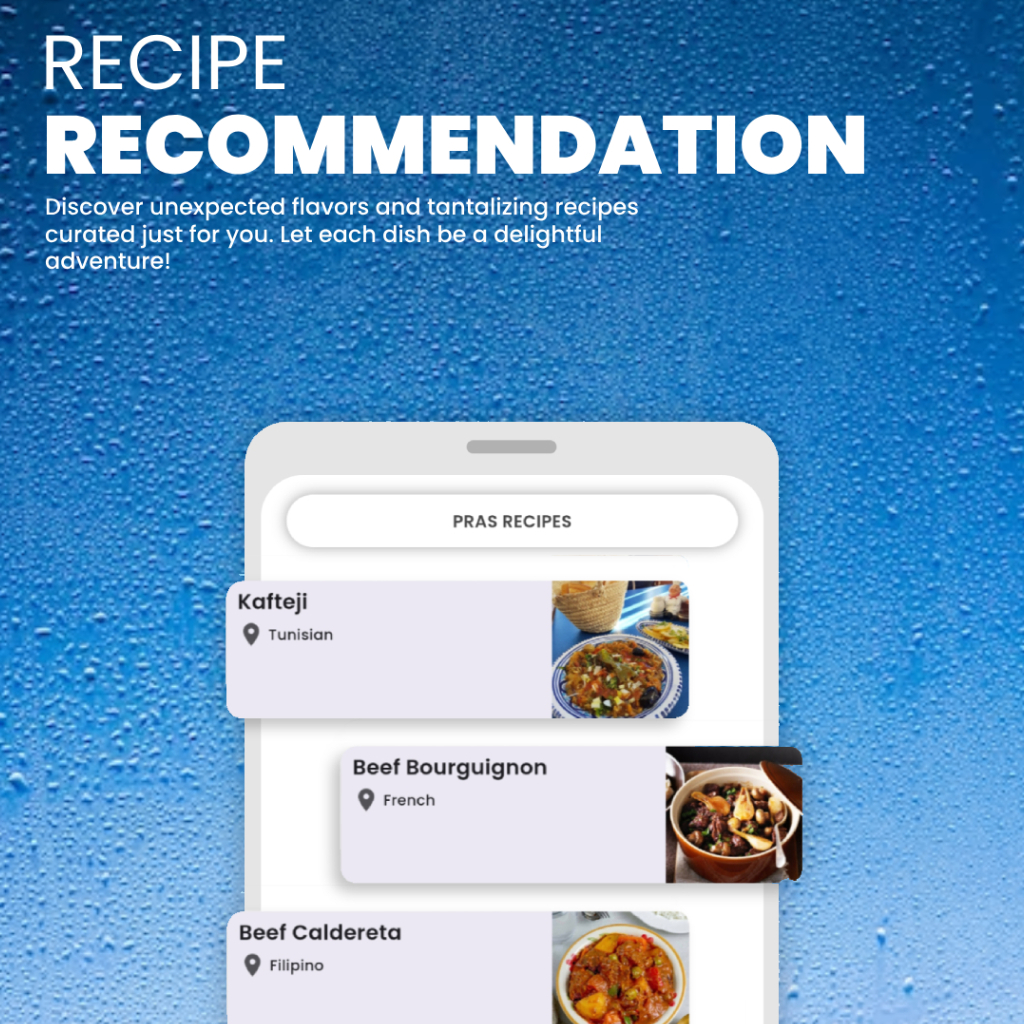 RECIPE
RECOMMENDATION
Discover unexpected flavors and tantalizing recipes
curated just for you. Let each dish be a delightful
adventure!
PRAS RECIPES
Kafteji
Tunisian
Beef Bourguignon
French
Beef Caldereta
Filipino